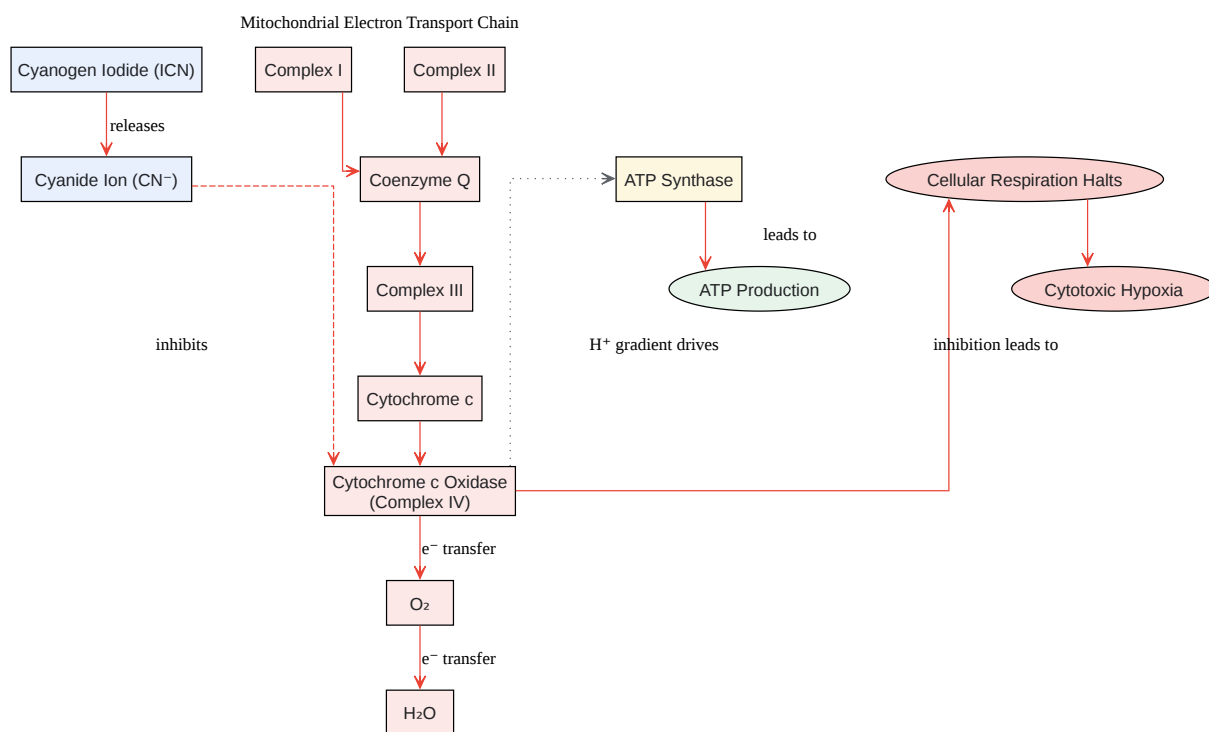 Mitochondrial Electron Transport Chain
Cyanogen Iodide (ICN)
Complex I
Complex II
releases
Cyanide Ion (CN⁻)
Coenzyme Q
ATP Synthase
Cellular Respiration Halts
leads to
Complex III
ATP Production
Cytotoxic Hypoxia
inhibits
H⁺ gradient drives
inhibition leads to
Cytochrome c
Cytochrome c Oxidase
(Complex IV)
e⁻ transfer
O₂
e⁻ transfer
H₂O